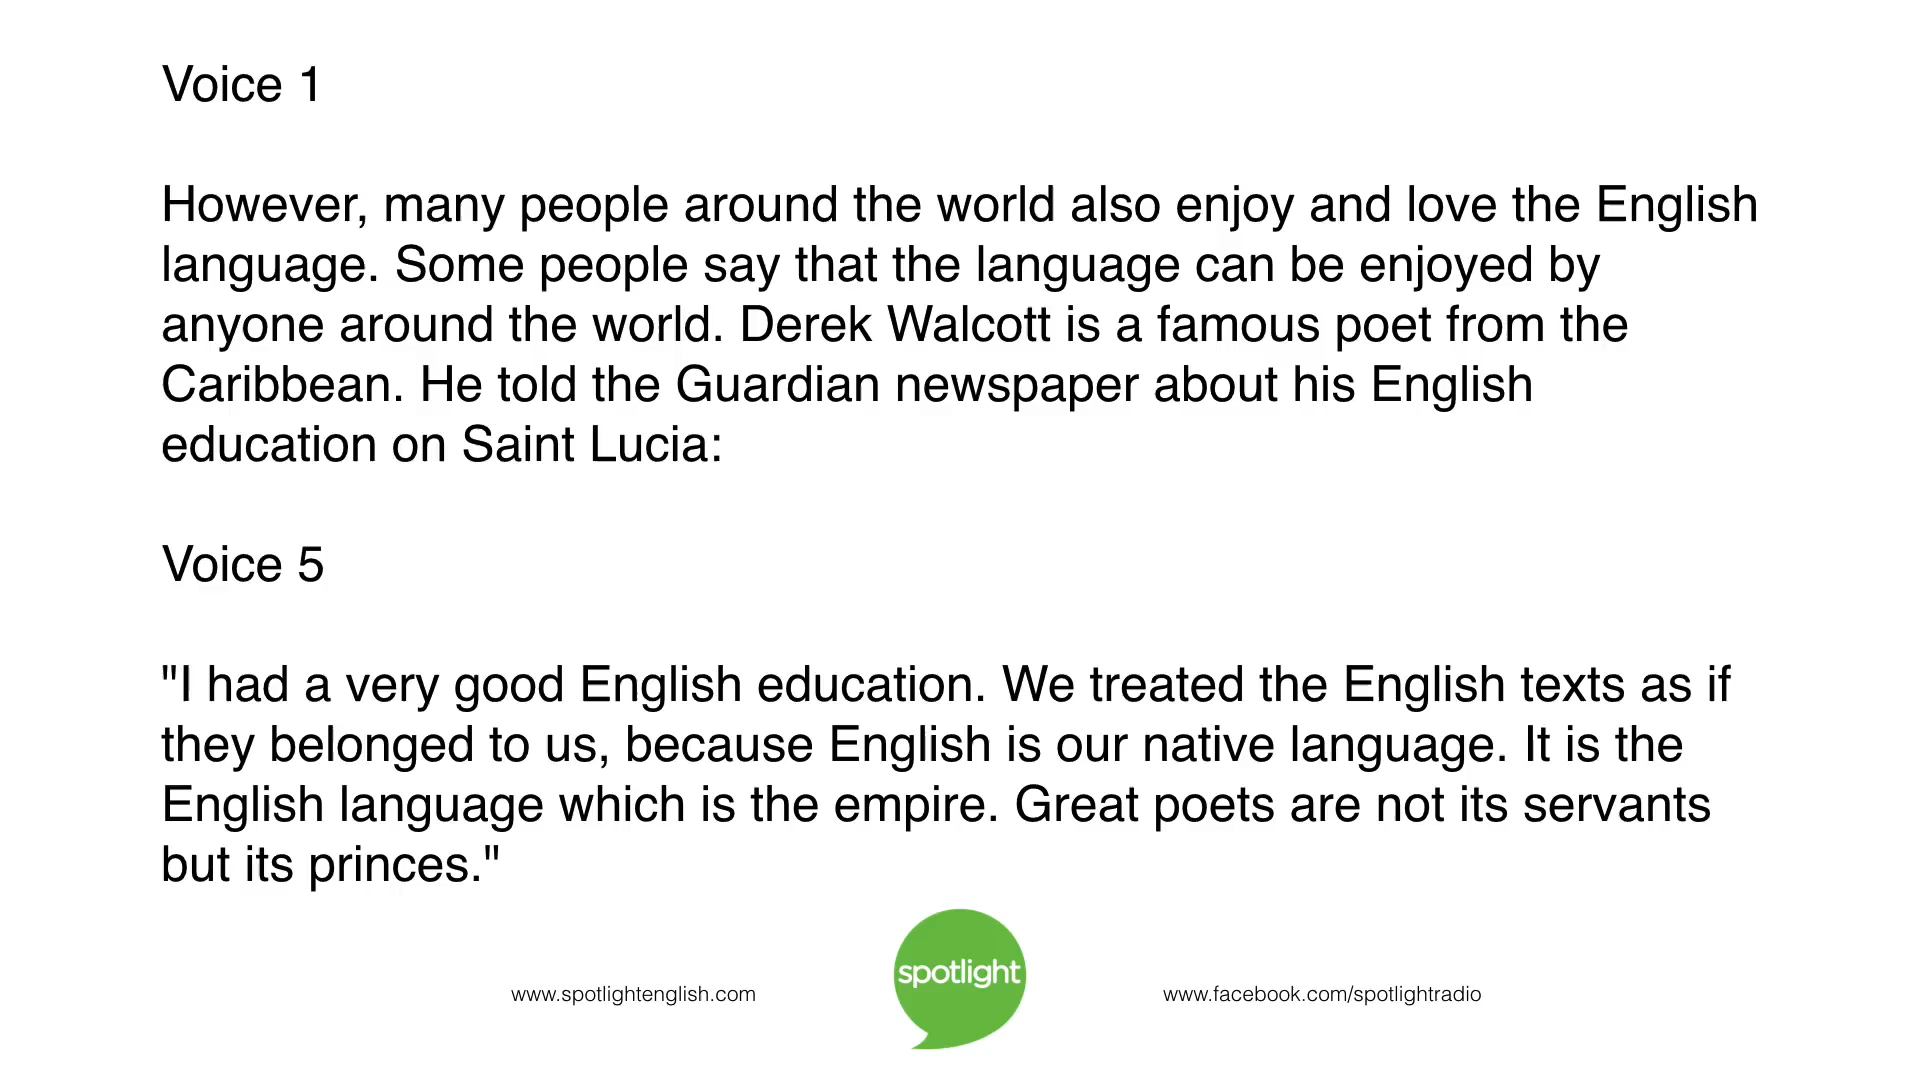 Voice 1
However, many people around the world also enjoy and love the English
language. Some people say that the language can be enjoyed by
anyone around the world. Derek Walcott is a famous poet from the
Caribbean. He told the Guardian newspaper about his English
education on Saint Lucia:
Voice 5
"I had a very good English education. We treated the English texts as if
they belonged to us, because English is our native language. It is the
English language which is the empire. Great poets are not its servants
but its princes."
www.spotlightenglish.com
spotlight
www.facebook.com/spotlightradio